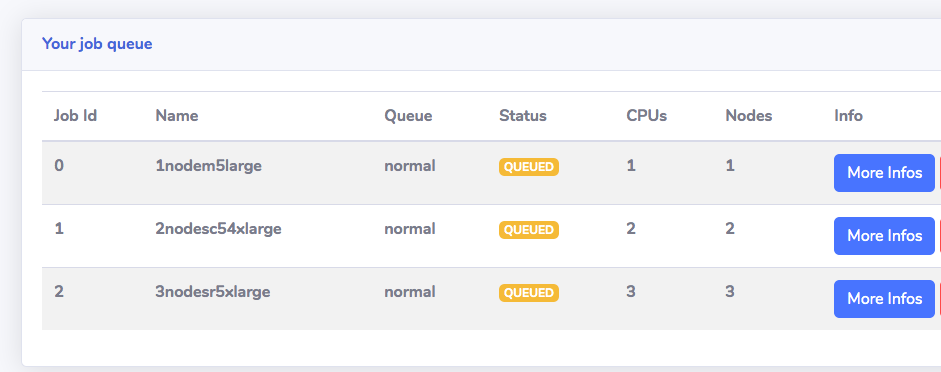 Your job queue
Job Id Name Queue Status CPUs Nodes Info
0 1nodem5large normal QUEUED 1 1 More Infos
1 2nodesc54xlarge normal QUEUED 2 2 More Infos
2 3nodesr5xlarge normal QUEUED 3 3 More Infos